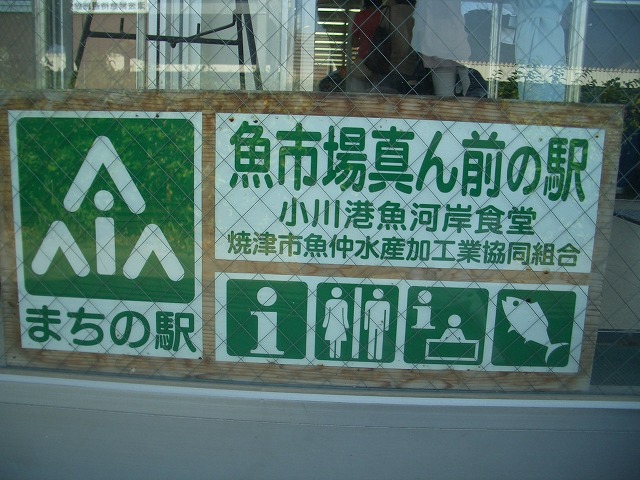 まちの駅
魚市場真ん前の駅
小川港魚河岸食堂
焼津市魚仲水産加工業協同組合